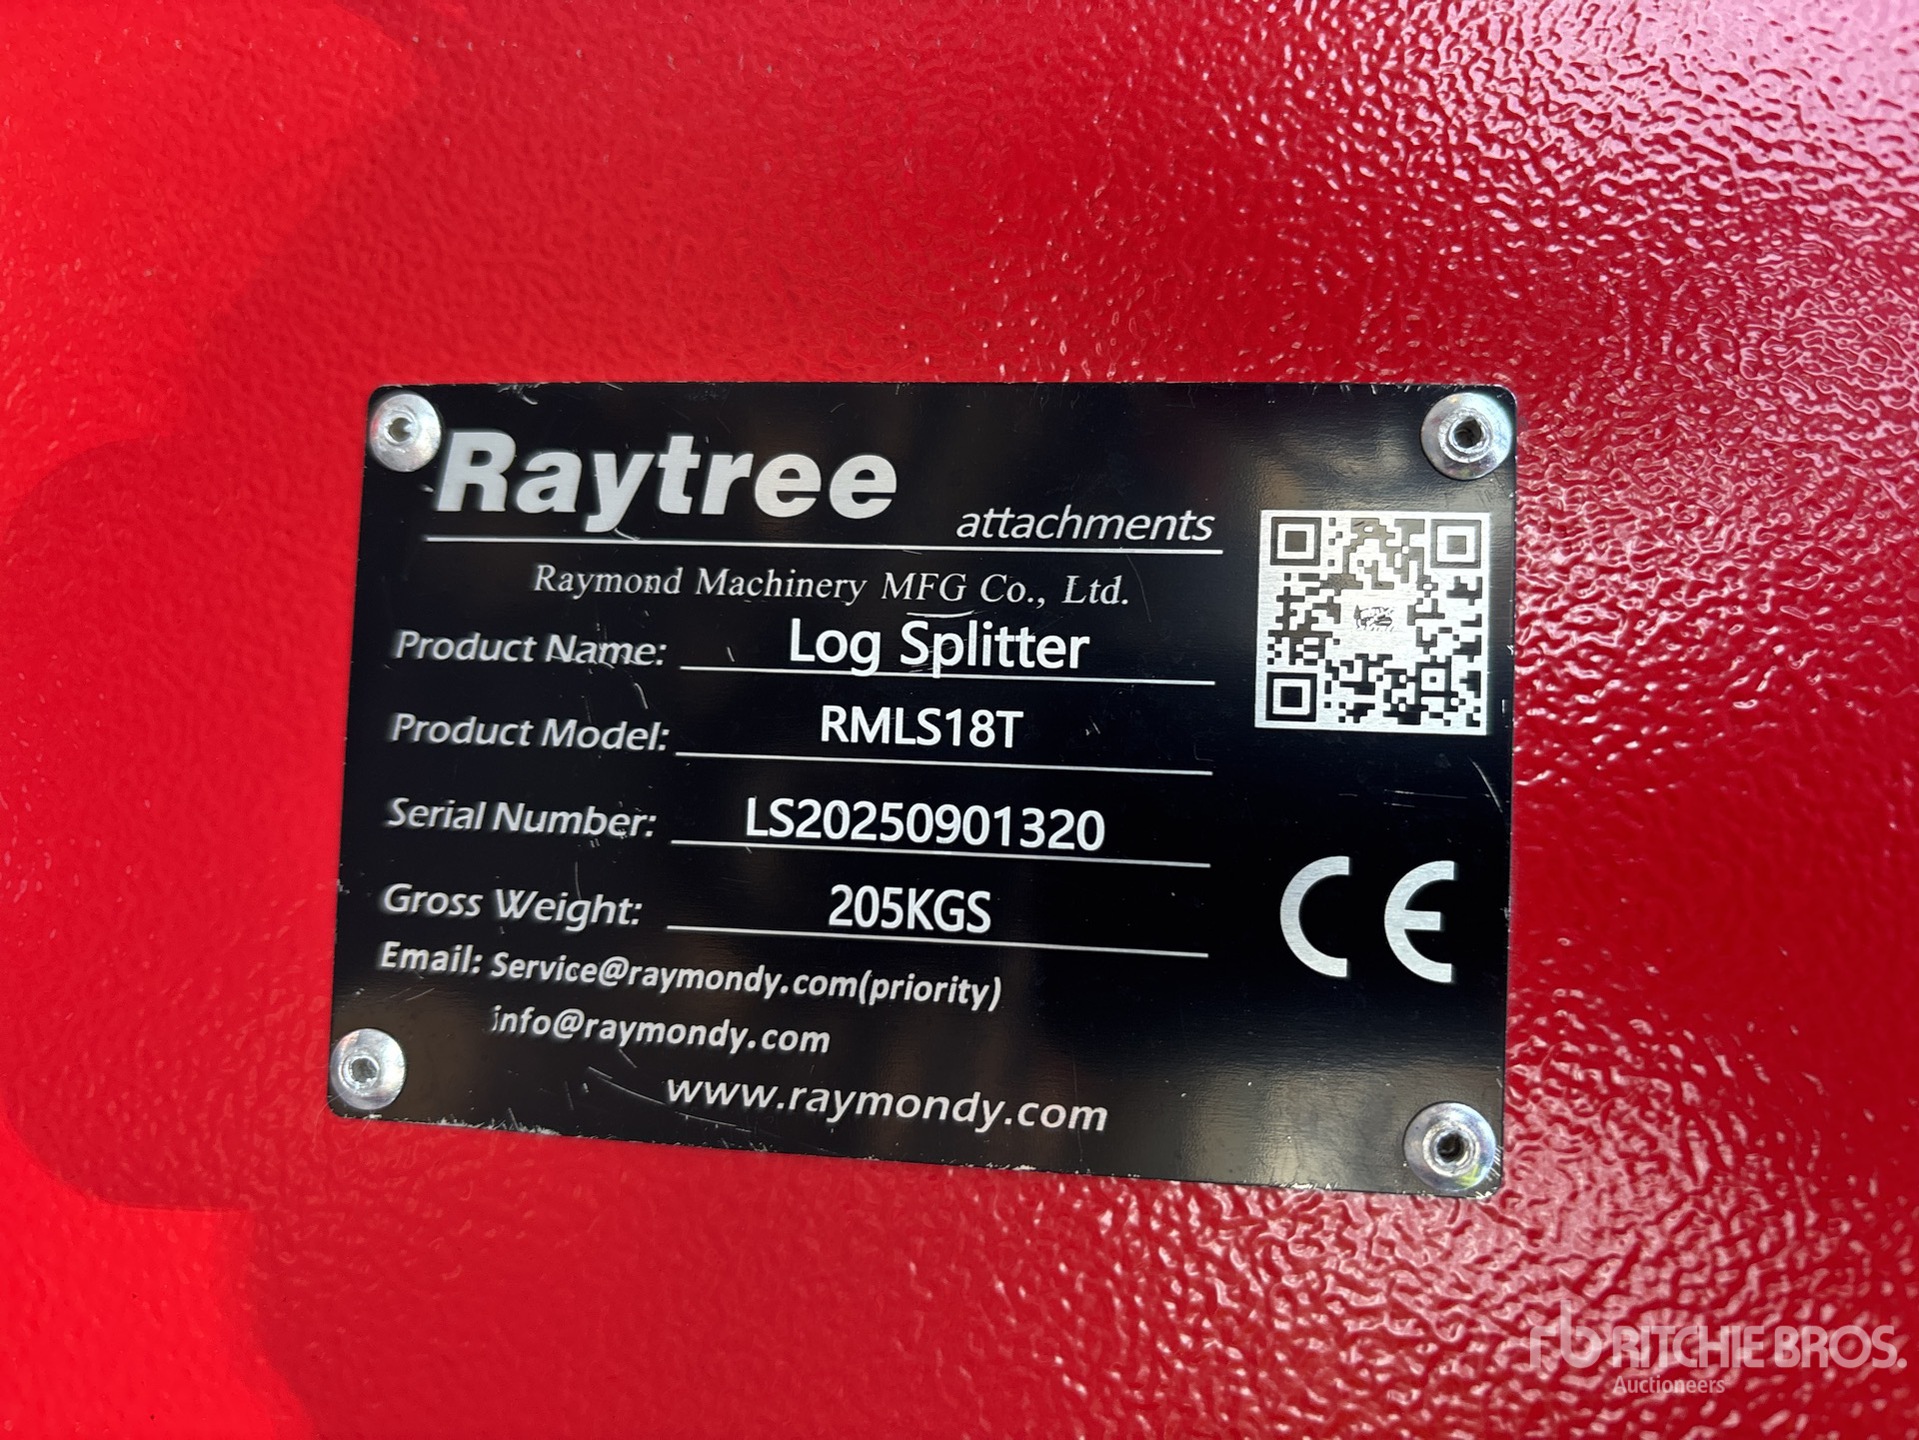 Raytree
attachments
Raymond Machinery MFG Co., Ltd.
Product Name: Log Splitter
Product Model: RMLS18T
Serial Number: LS20250901320
Gross Weight: 205KGS
Email: Service@raymondy.com(priority)
info@raymondy.com
www.raymondy.com
CE
rb RITCHIE BROS.
Auctioneers